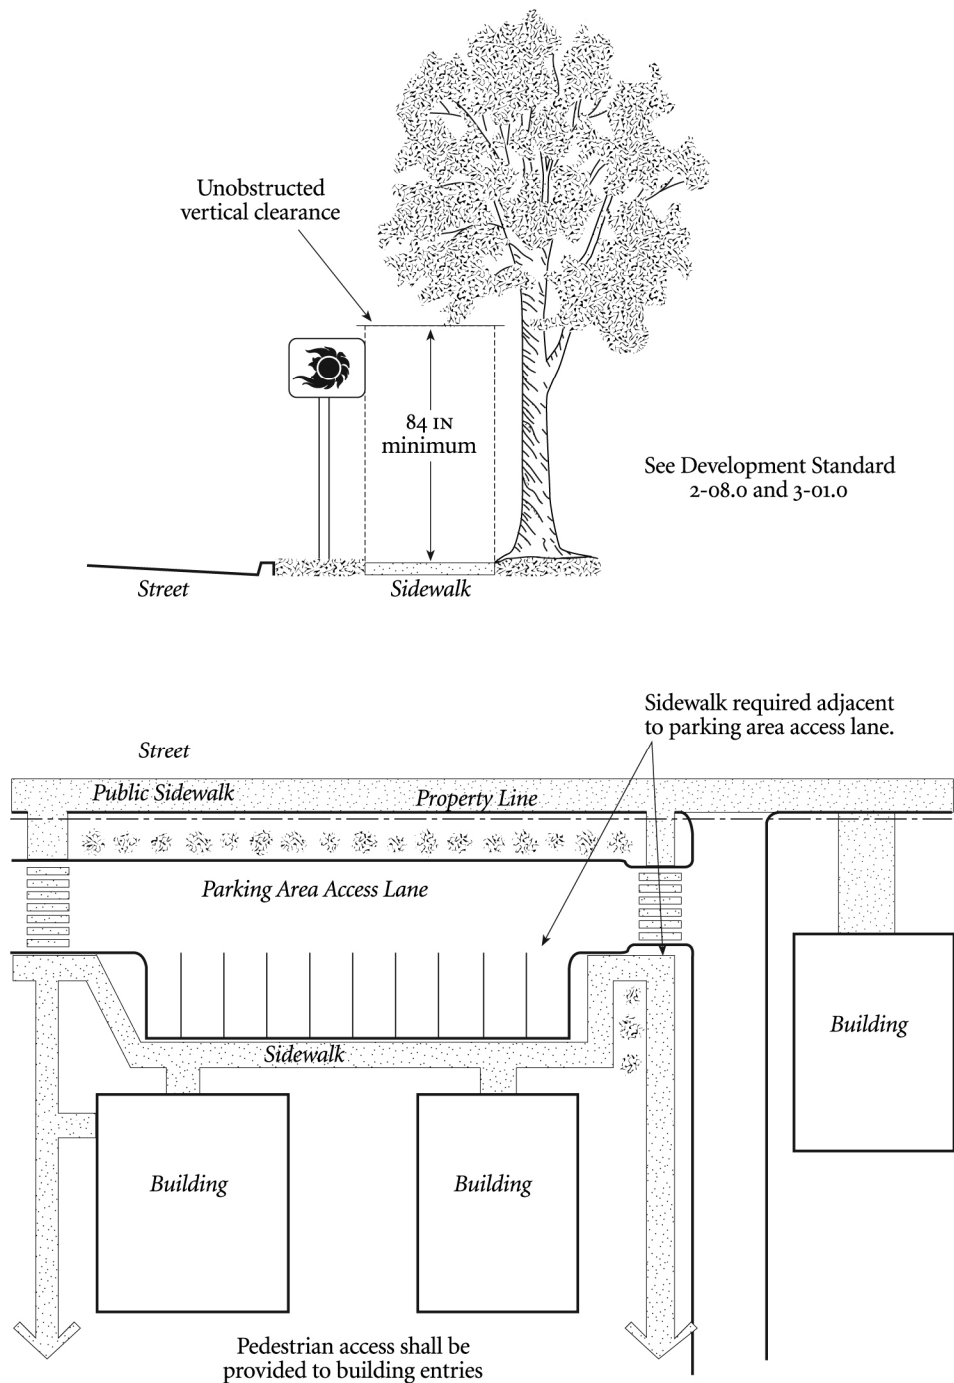 Unobstructed
vertical clearance
84 IN
minimum
See Development Standard
2-08.0 and 3-01.0
Street
Sidewalk
Sidewalk required adjacent
to parking area access lane.
Street
Public Sidewalk
Property Line
Parking Area Access Lane
Building
Sidewalk
Building
Building
Pedestrian access shall be
provided to building entries